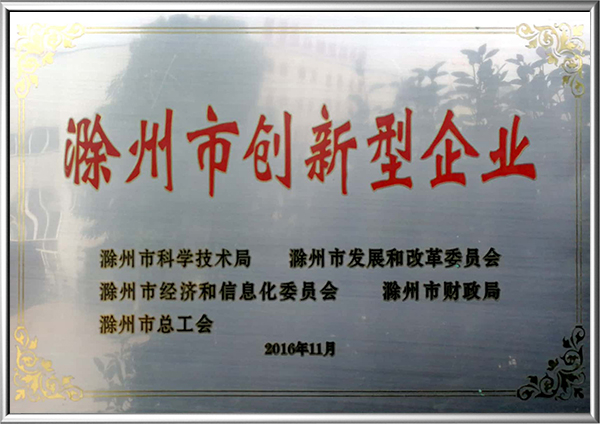 滁州市创新型企业
滁州市科学技术局 滁州市发展和改革委员会
滁州市经济和信息化委员会 滁州市财政局
滁州市总工会
2016年11月